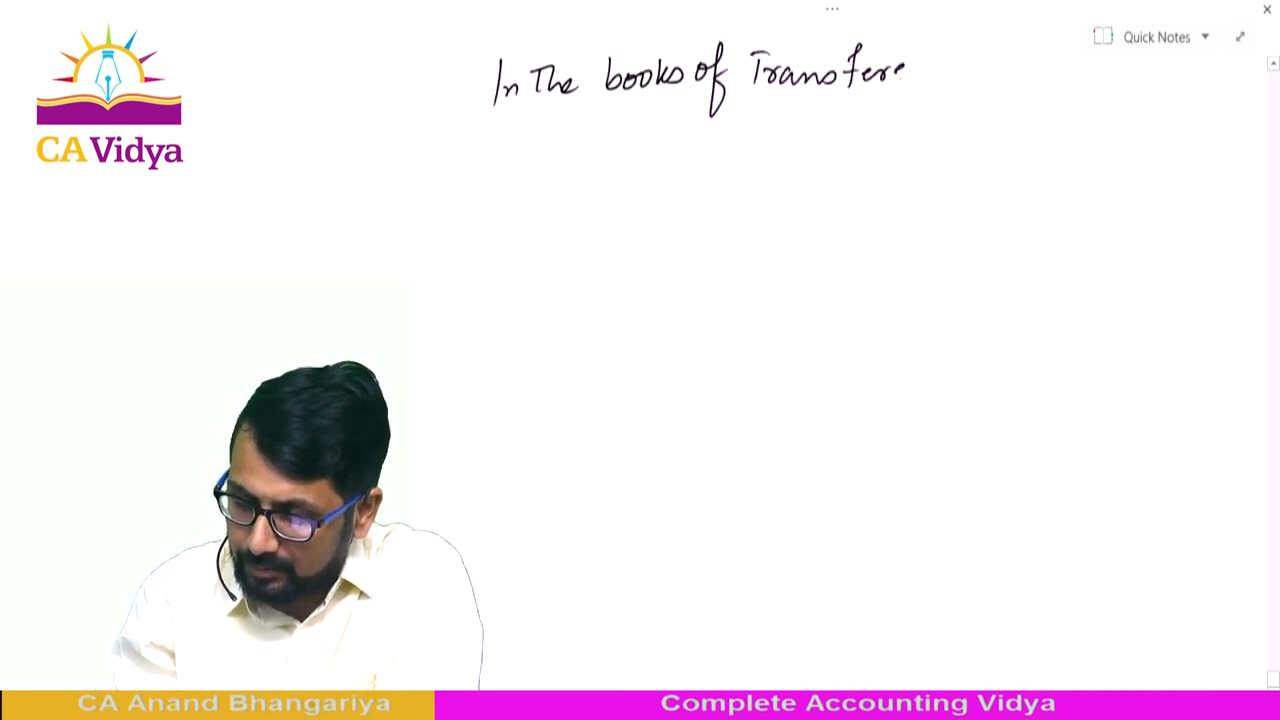 In The books of Transfere
Quick Notes
CA Vidya
CA Anand Bhangariya
Complete Accounting Vidya